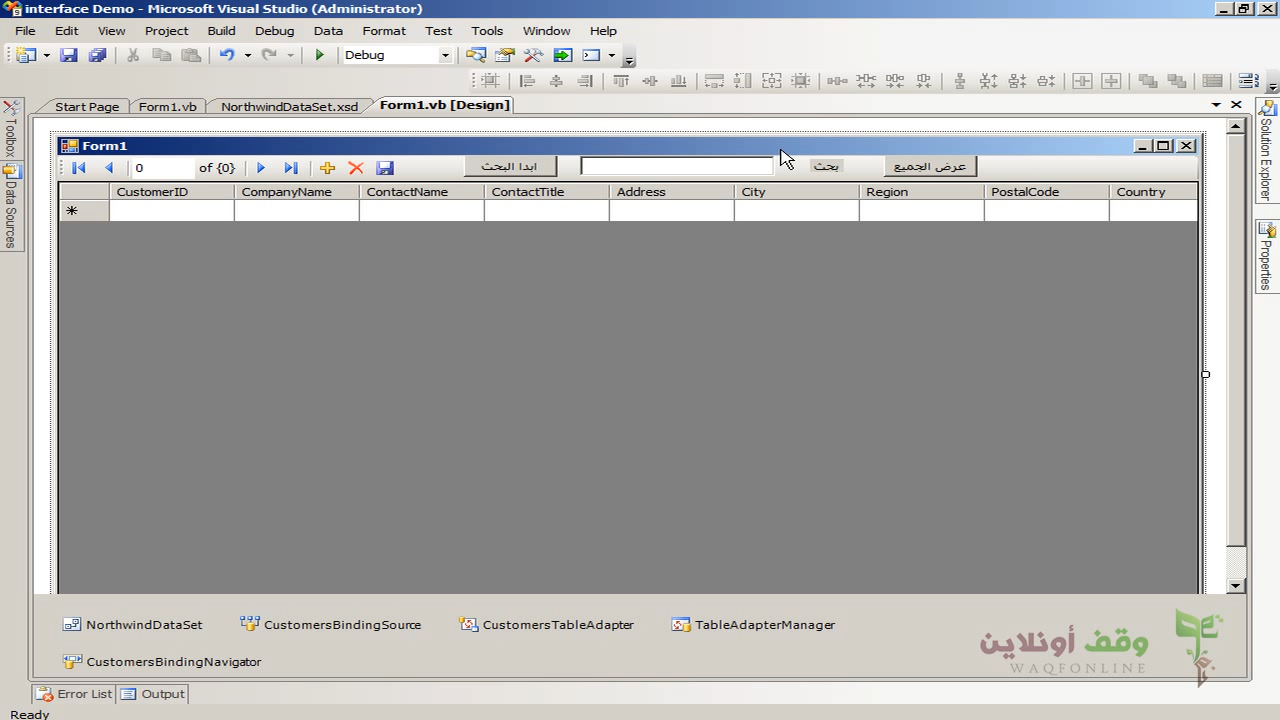 interface Demo - Microsoft Visual Studio (Administrator)
File Edit View Project Build Debug Data Format Test Tools Window Help
Debug
Start Page Form1.vb NorthwindDataSet.xsd Form1.vb [Design]
Toolbox
Data Sources
Solution Explorer
Properties
Form1
0 of {0} ابدا البحث بحث عرض الجميع
CustomerID CompanyName ContactName ContactTitle Address City Region PostalCode Country
NorthwindDataSet CustomersBindingSource CustomersTableAdapter TableAdapterManager
CustomersBindingNavigator
وقف أونلاين
WAQFONLINE
Error List Output
Ready